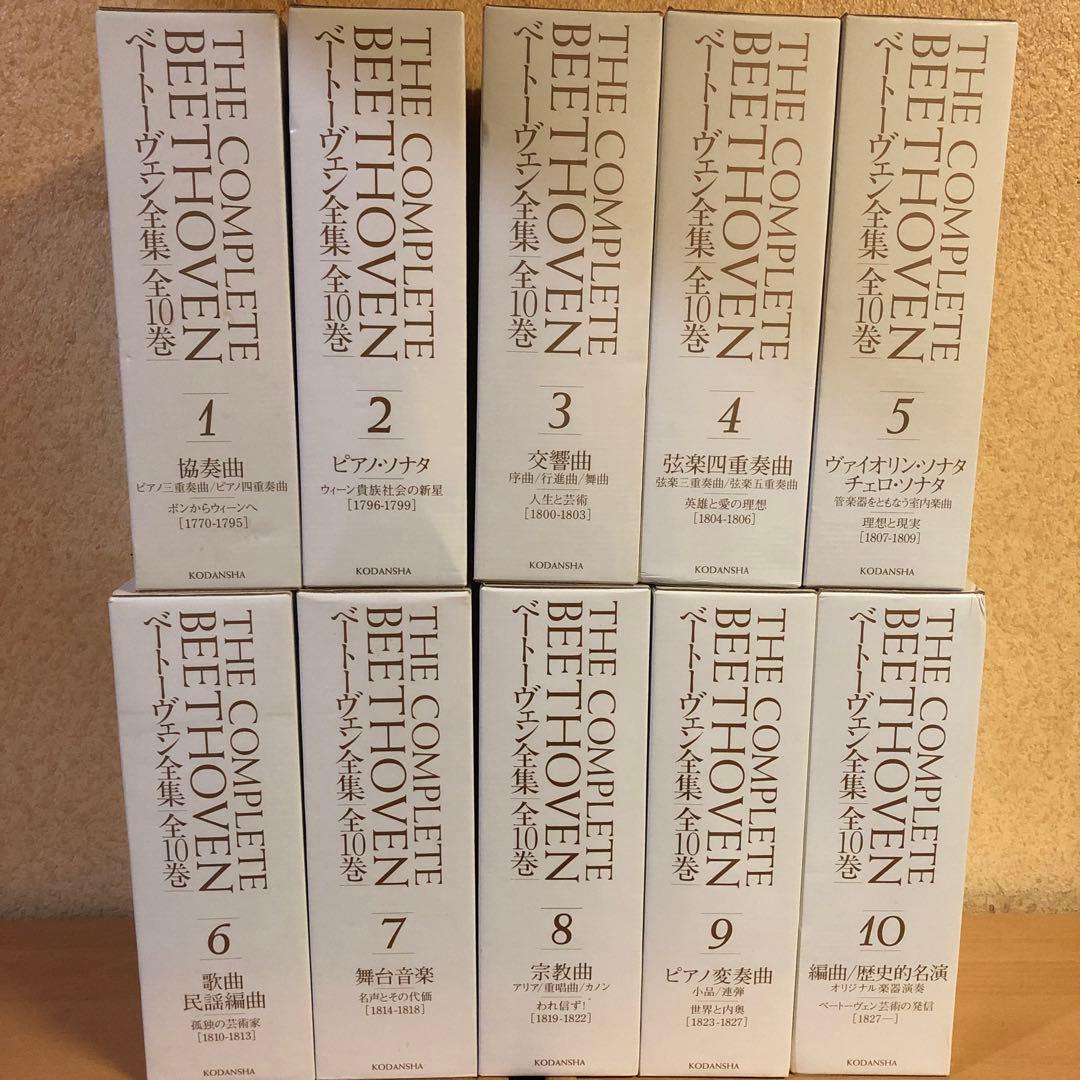 THE COMPLETE
BEETHOVEN
ベートーヴェン全集 全10巻
1
協奏曲
ピアノ三重奏曲/ピアノ四重奏曲
ボンからウィーンへ
[1770-1795]
KODANSHA
THE COMPLETE
BEETHOVEN
ベートーヴェン全集 全10巻
2
ピアノ・ソナタ
ウィーン貴族社会の新星
[1796-1799]
KODANSHA
THE COMPLETE
BEETHOVEN
ベートーヴェン全集 全10巻
3
交響曲
序曲/行進曲/舞曲
人生と芸術
[1800-1803]
KODANSHA
THE COMPLETE
BEETHOVEN
ベートーヴェン全集 全10巻
4
弦楽四重奏曲
弦楽三重奏曲/弦楽五重奏曲
英雄と愛の理想
[1804-1806]
KODANSHA
THE COMPLETE
BEETHOVEN
ベートーヴェン全集 全10巻
5
ヴァイオリン・ソナタ
チェロ・ソナタ
管楽器をともなう室内楽曲
理想と現実
[1807-1809]
KODANSHA
THE COMPLETE
BEETHOVEN
ベートーヴェン全集 全10巻
6
歌曲
民謡編曲
孤独の芸術家
[1810-1813]
KODANSHA
THE COMPLETE
BEETHOVEN
ベートーヴェン全集 全10巻
7
舞台音楽
名声とその代価
[1814-1818]
KODANSHA
THE COMPLETE
BEETHOVEN
ベートーヴェン全集 全10巻
8
宗教曲
アリア/重唱曲/カノン
われ信ず!
[1819-1822]
KODANSHA
THE COMPLETE
BEETHOVEN
ベートーヴェン全集 全10巻
9
ピアノ変奏曲
小品/連弾
世界と内奥
[1823-1827]
KODANSHA
THE COMPLETE
BEETHOVEN
ベートーヴェン全集 全10巻
10
編曲/歴史的名演
オリジナル楽器演奏
ベートーヴェン芸術の発信
[1827―]
KODANSHA